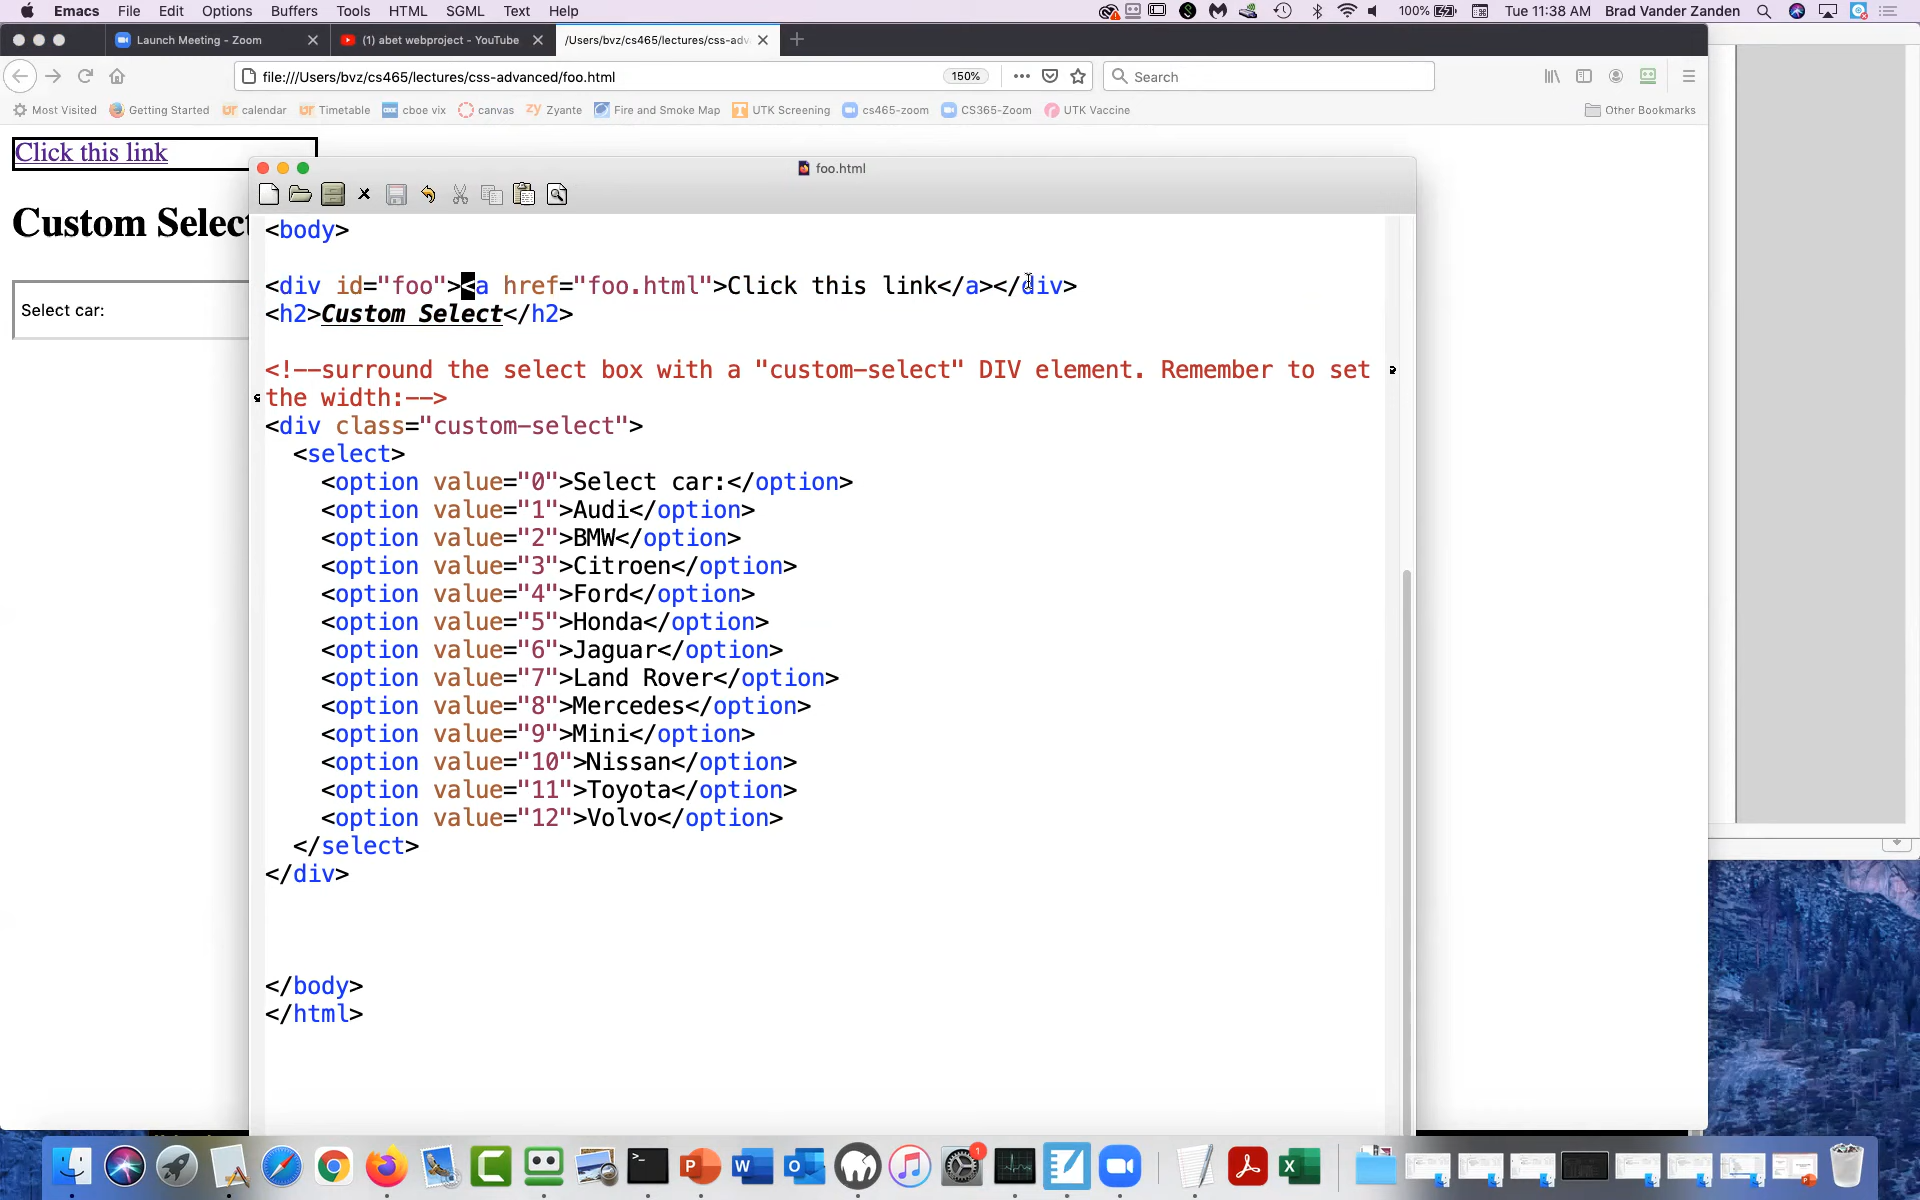 Emacs File Edit Options Buffers Tools HTML SGML Text Help 100% Tue 11:38 AM Brad Vander Zanden
Launch Meeting - Zoom (1) abet webproject - YouTube /Users/bvz/cs465/lectures/css-adv
file:///Users/bvz/cs465/lectures/css-advanced/foo.html 150% Search
Most Visited Getting Started calendar Timetable cboe vix canvas Zyante Fire and Smoke Map UTK Screening cs465-zoom CS365-Zoom UTK Vaccine Other Bookmarks
Click this link
Custom Select
Select car:
foo.html
<body>
<div id="foo"><a href="foo.html">Click this link</a></div>
<h2>Custom Select</h2>
<!--surround the select box with a "custom-select" DIV element. Remember to set
the width:-->
<div class="custom-select">
<select>
<option value="0">Select car:</option>
<option value="1">Audi</option>
<option value="2">BMW</option>
<option value="3">Citroen</option>
<option value="4">Ford</option>
<option value="5">Honda</option>
<option value="6">Jaguar</option>
<option value="7">Land Rover</option>
<option value="8">Mercedes</option>
<option value="9">Mini</option>
<option value="10">Nissan</option>
<option value="11">Toyota</option>
<option value="12">Volvo</option>
</select>
</div>
</body>
</html>